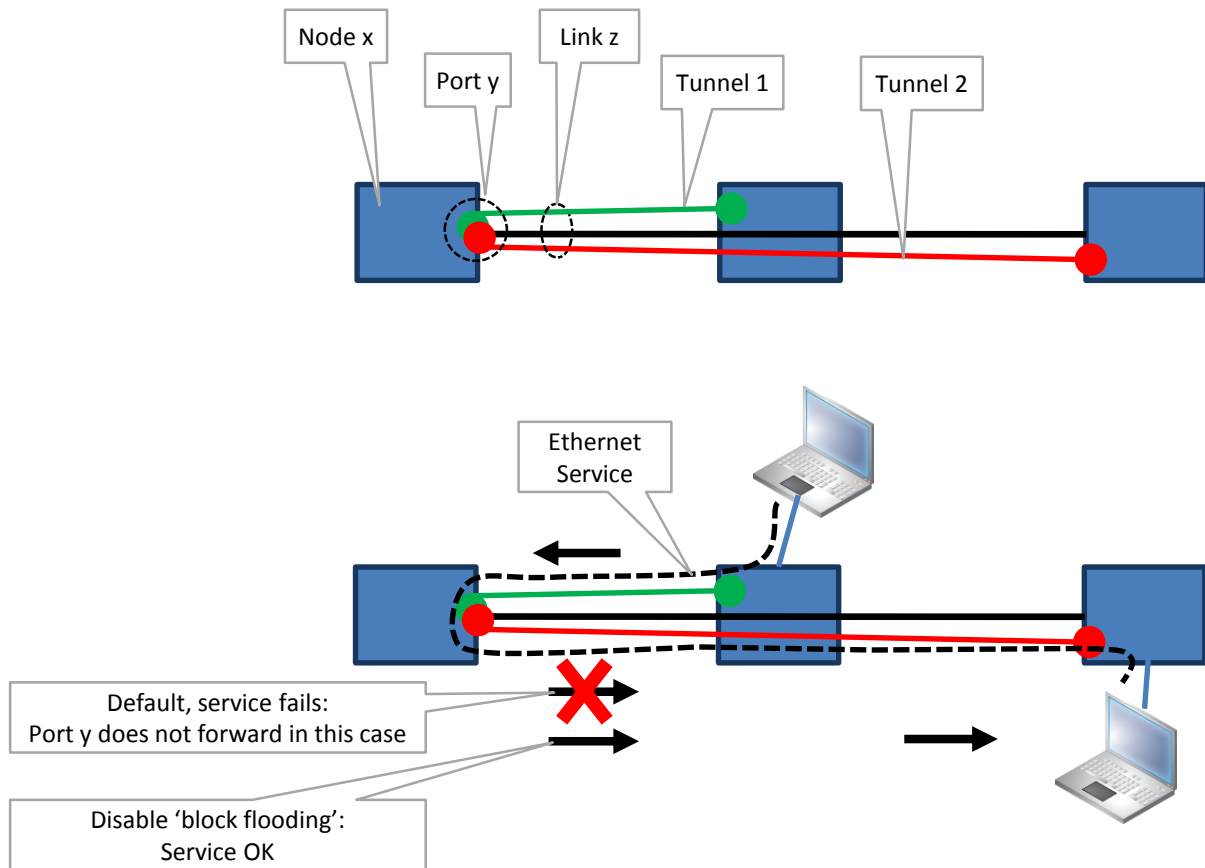 Node x
Link z
Port y
Tunnel 1
Tunnel 2
Ethernet
Service
Default, service fails:
Port y does not forward in this case
Disable ‘block flooding’:
Service OK